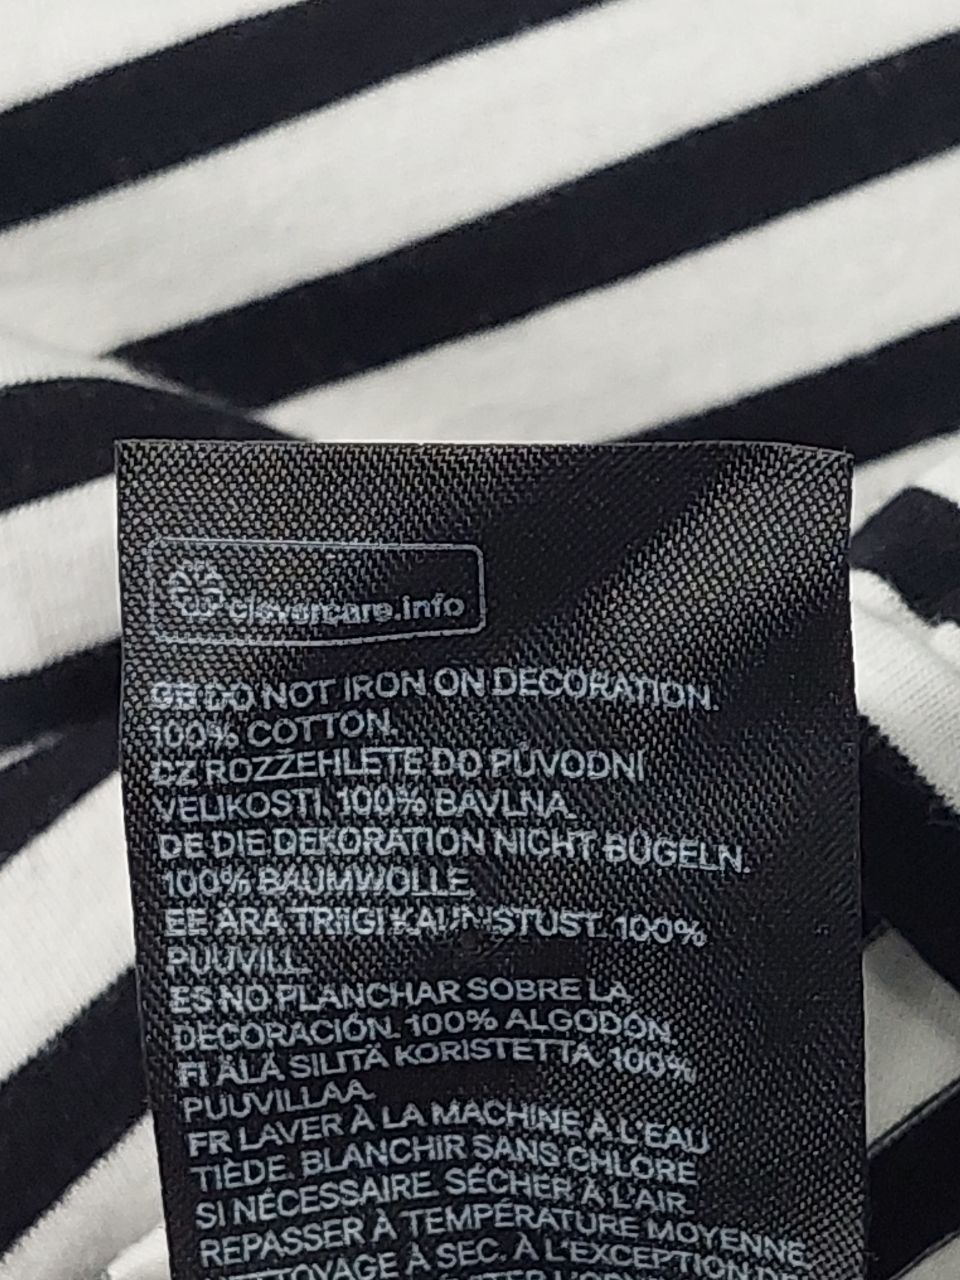 clevercare.info
GB DO NOT IRON ON DECORATION.
100% COTTON.
CZ ROZŽEHLETE DO PŮVODNÍ
VELIKOSTI. 100% BAVLNA.
DE DIE DEKORATION NICHT BÜGELN.
100% BAUMWOLLE.
EE ÄRA TRIIGI KAUNISTUST. 100%
PUUVILL.
ES NO PLANCHAR SOBRE LA
DECORACIÓN. 100% ALGODÓN.
FI ÄLÄ SILITÄ KORISTETTA. 100%
PUUVILLAA.
FR LAVER À LA MACHINE À L'EAU
TIÈDE. BLANCHIR SANS CHLORE
SI NÉCESSAIRE. SÉCHER À L'AIR.
REPASSER À TEMPÉRATURE MOYENNE.
NETTOYAGE À SEC. À L'EXCEPTION